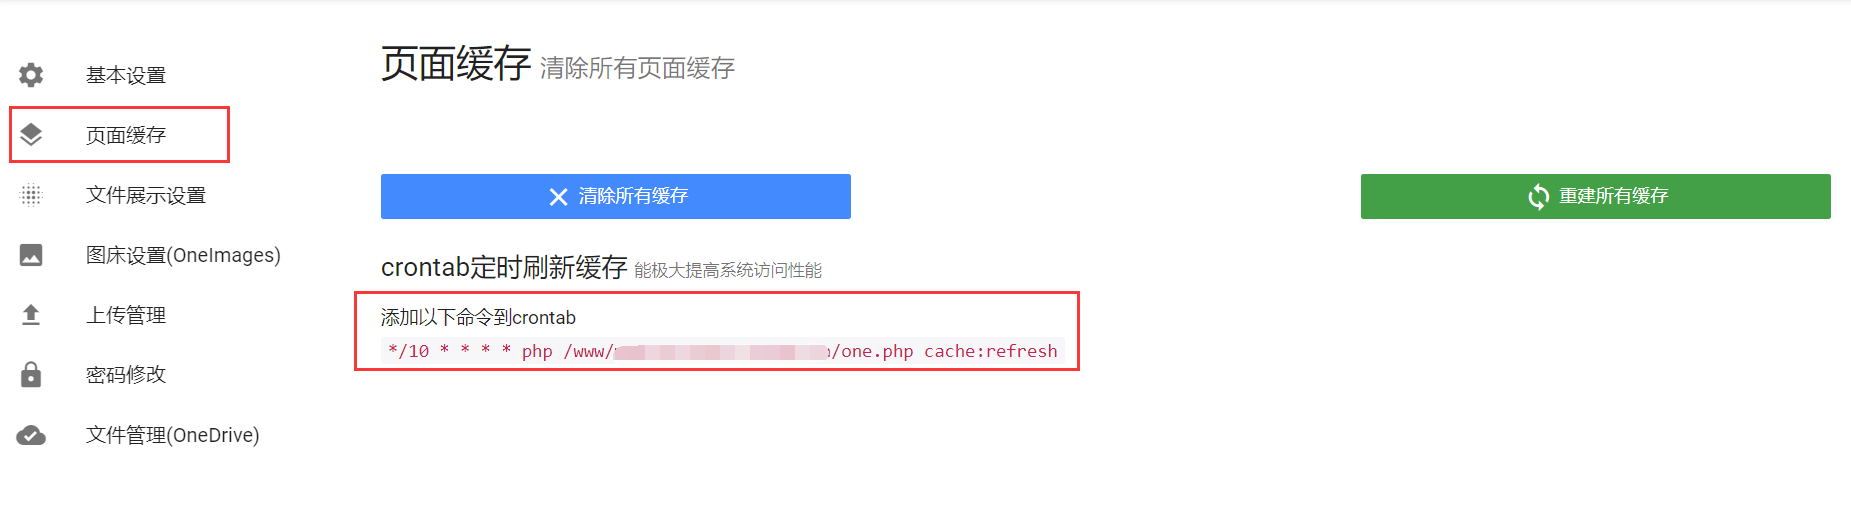 基本设置
页面缓存
文件展示设置
图床设置(OneImages)
上传管理
密码修改
文件管理(OneDrive)
页面缓存 清除所有页面缓存
清除所有缓存
重建所有缓存
crontab定时刷新缓存 能极大提高系统访问性能
添加以下命令到crontab
*/10 * * * * php /www/ /one.php cache:refresh